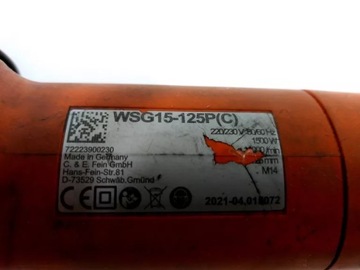 WSG15-125P(C)
220/230 V 50/60 Hz
72223900230
1500 W
Made in Germany
C. & E. Fein GmbH
Hans-Fein-Str.81
D-73529 Schwäb.Gmünd
M14
2021-04,018072